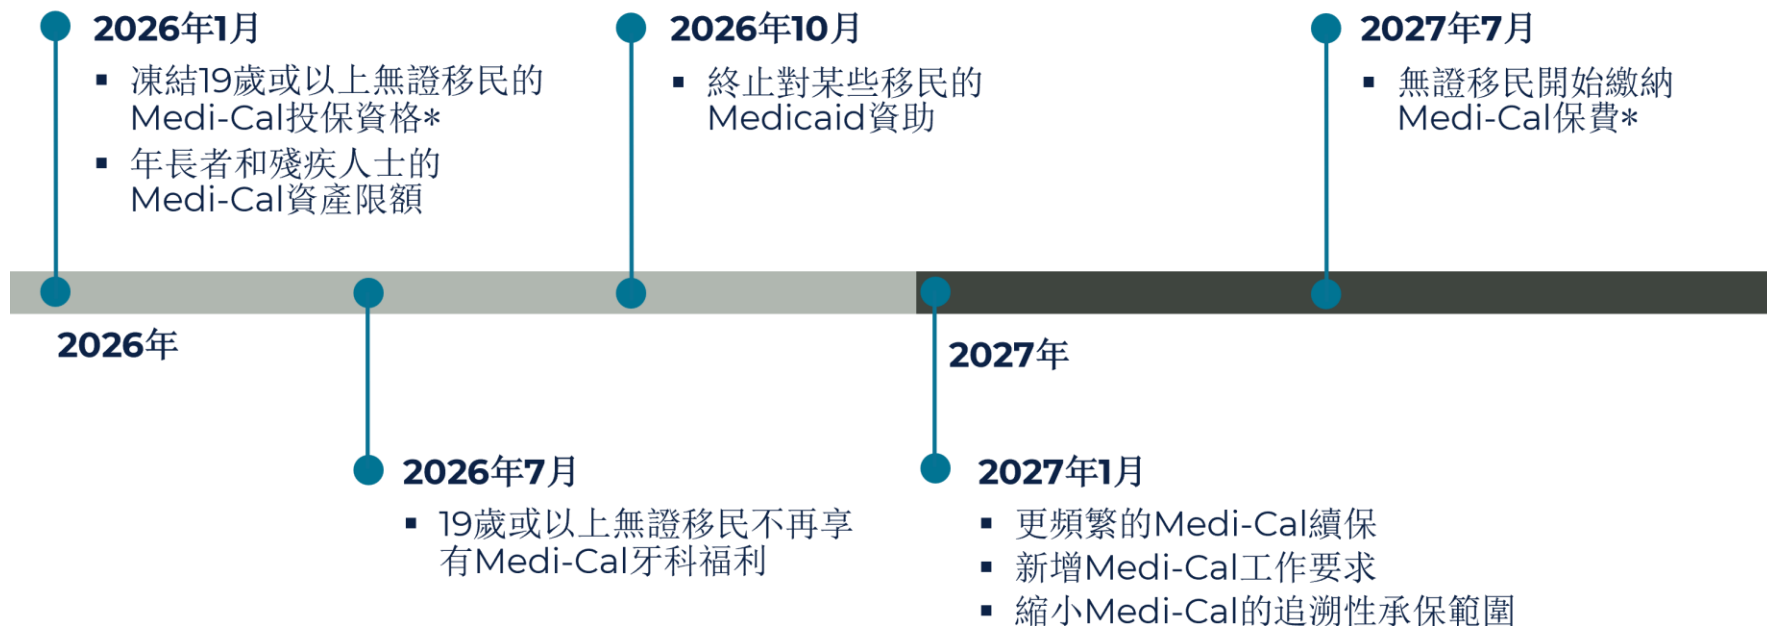 2026年1月
▪ 凍結19歲或以上無證移民的
Medi-Cal投保資格*
▪ 年長者和殘疾人士的
Medi-Cal資產限額
2026年10月
▪ 終止對某些移民的
Medicaid資助
2027年7月
▪ 無證移民開始繳納
Medi-Cal保費*
2026年
2027年
2026年7月
▪ 19歲或以上無證移民不再享
有Medi-Cal牙科福利
2027年1月
▪ 更頻繁的Medi-Cal續保
▪ 新增Medi-Cal工作要求
▪ 縮小Medi-Cal的追溯性承保範圍